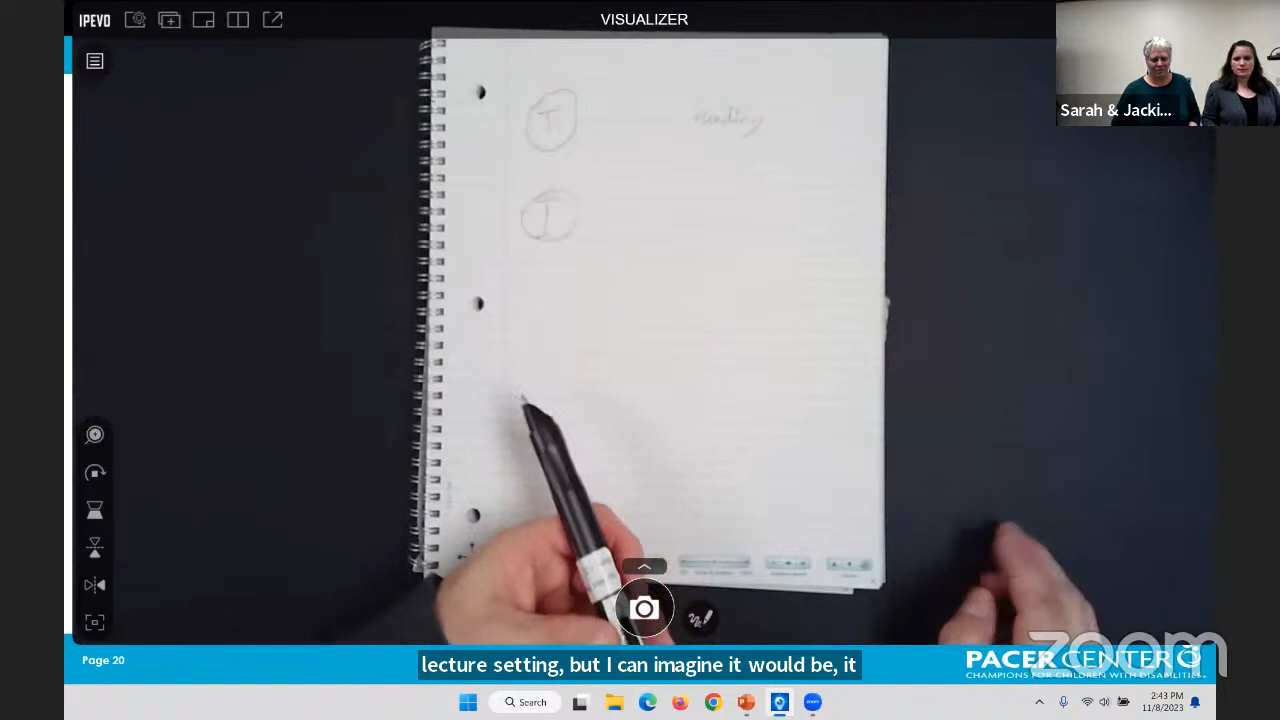 IPEVO
VISUALIZER
Sarah & Jacki...
T
reading
I
Page 20
lecture setting, but I can imagine it would be, it
PACER CENTER
CHAMPIONS FOR CHILDREN WITH DISABILITIES
zoom
Search
2:43 PM
11/8/2023